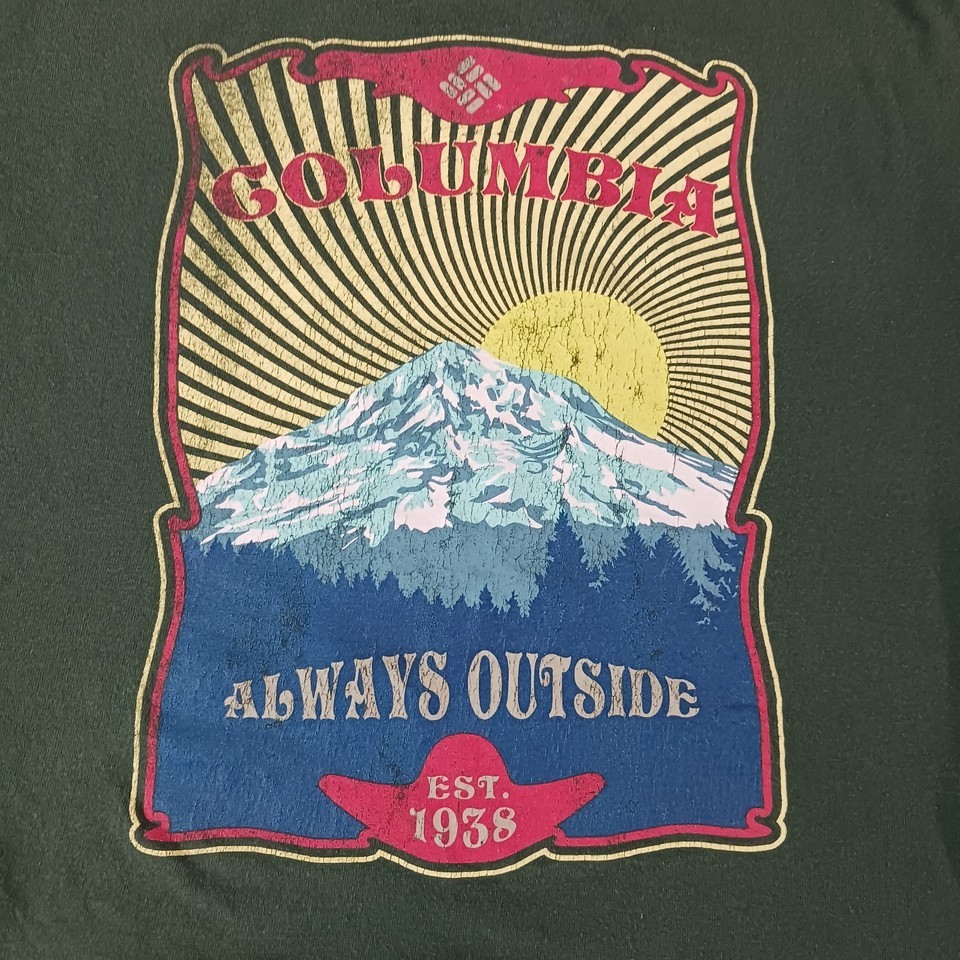 COLUMBIA
ALWAYS OUTSIDE
EST.
1938